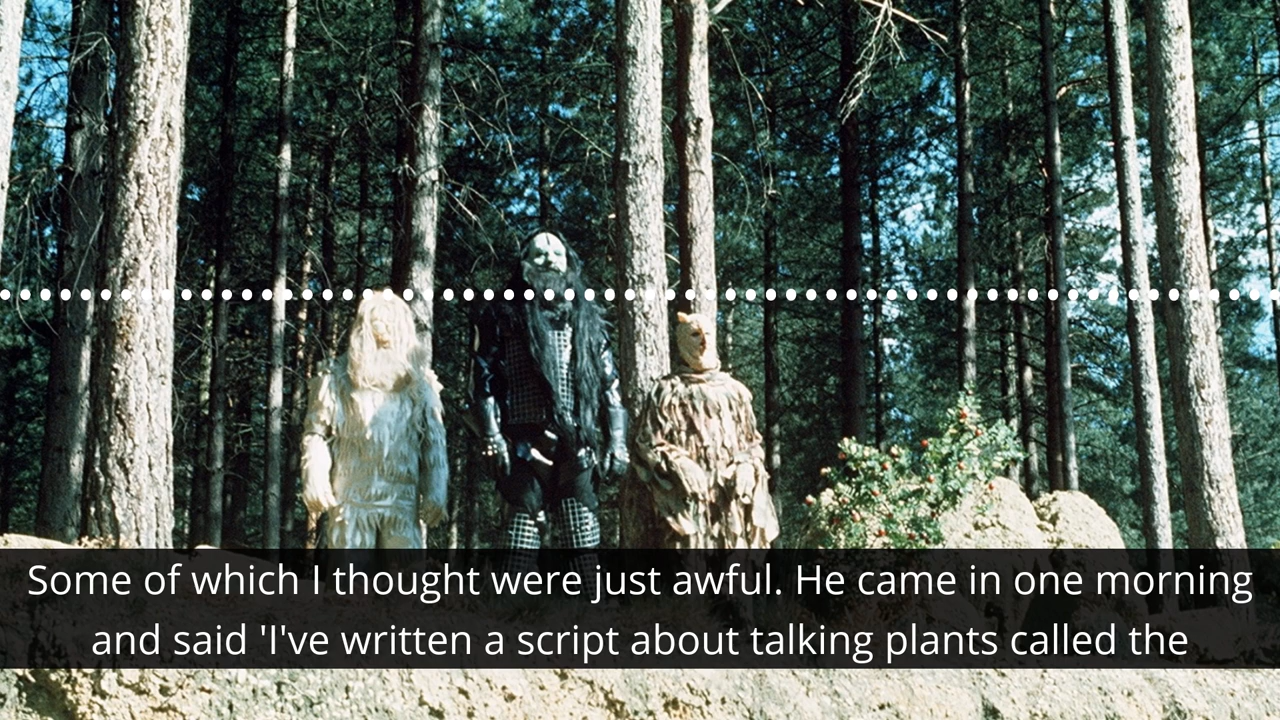 Some of which I thought were just awful. He came in one morning
and said 'I've written a script about talking plants called the